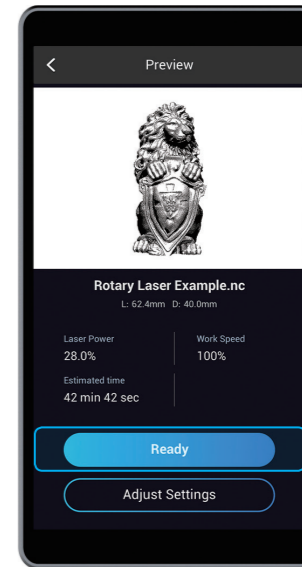 Preview
Rotary Laser Example.nc
L: 62.4mm D: 40.0mm
Laser Power
Work Speed
28.0%
100%
Estimated time
42 min 42 sec
Ready
Adjust Settings